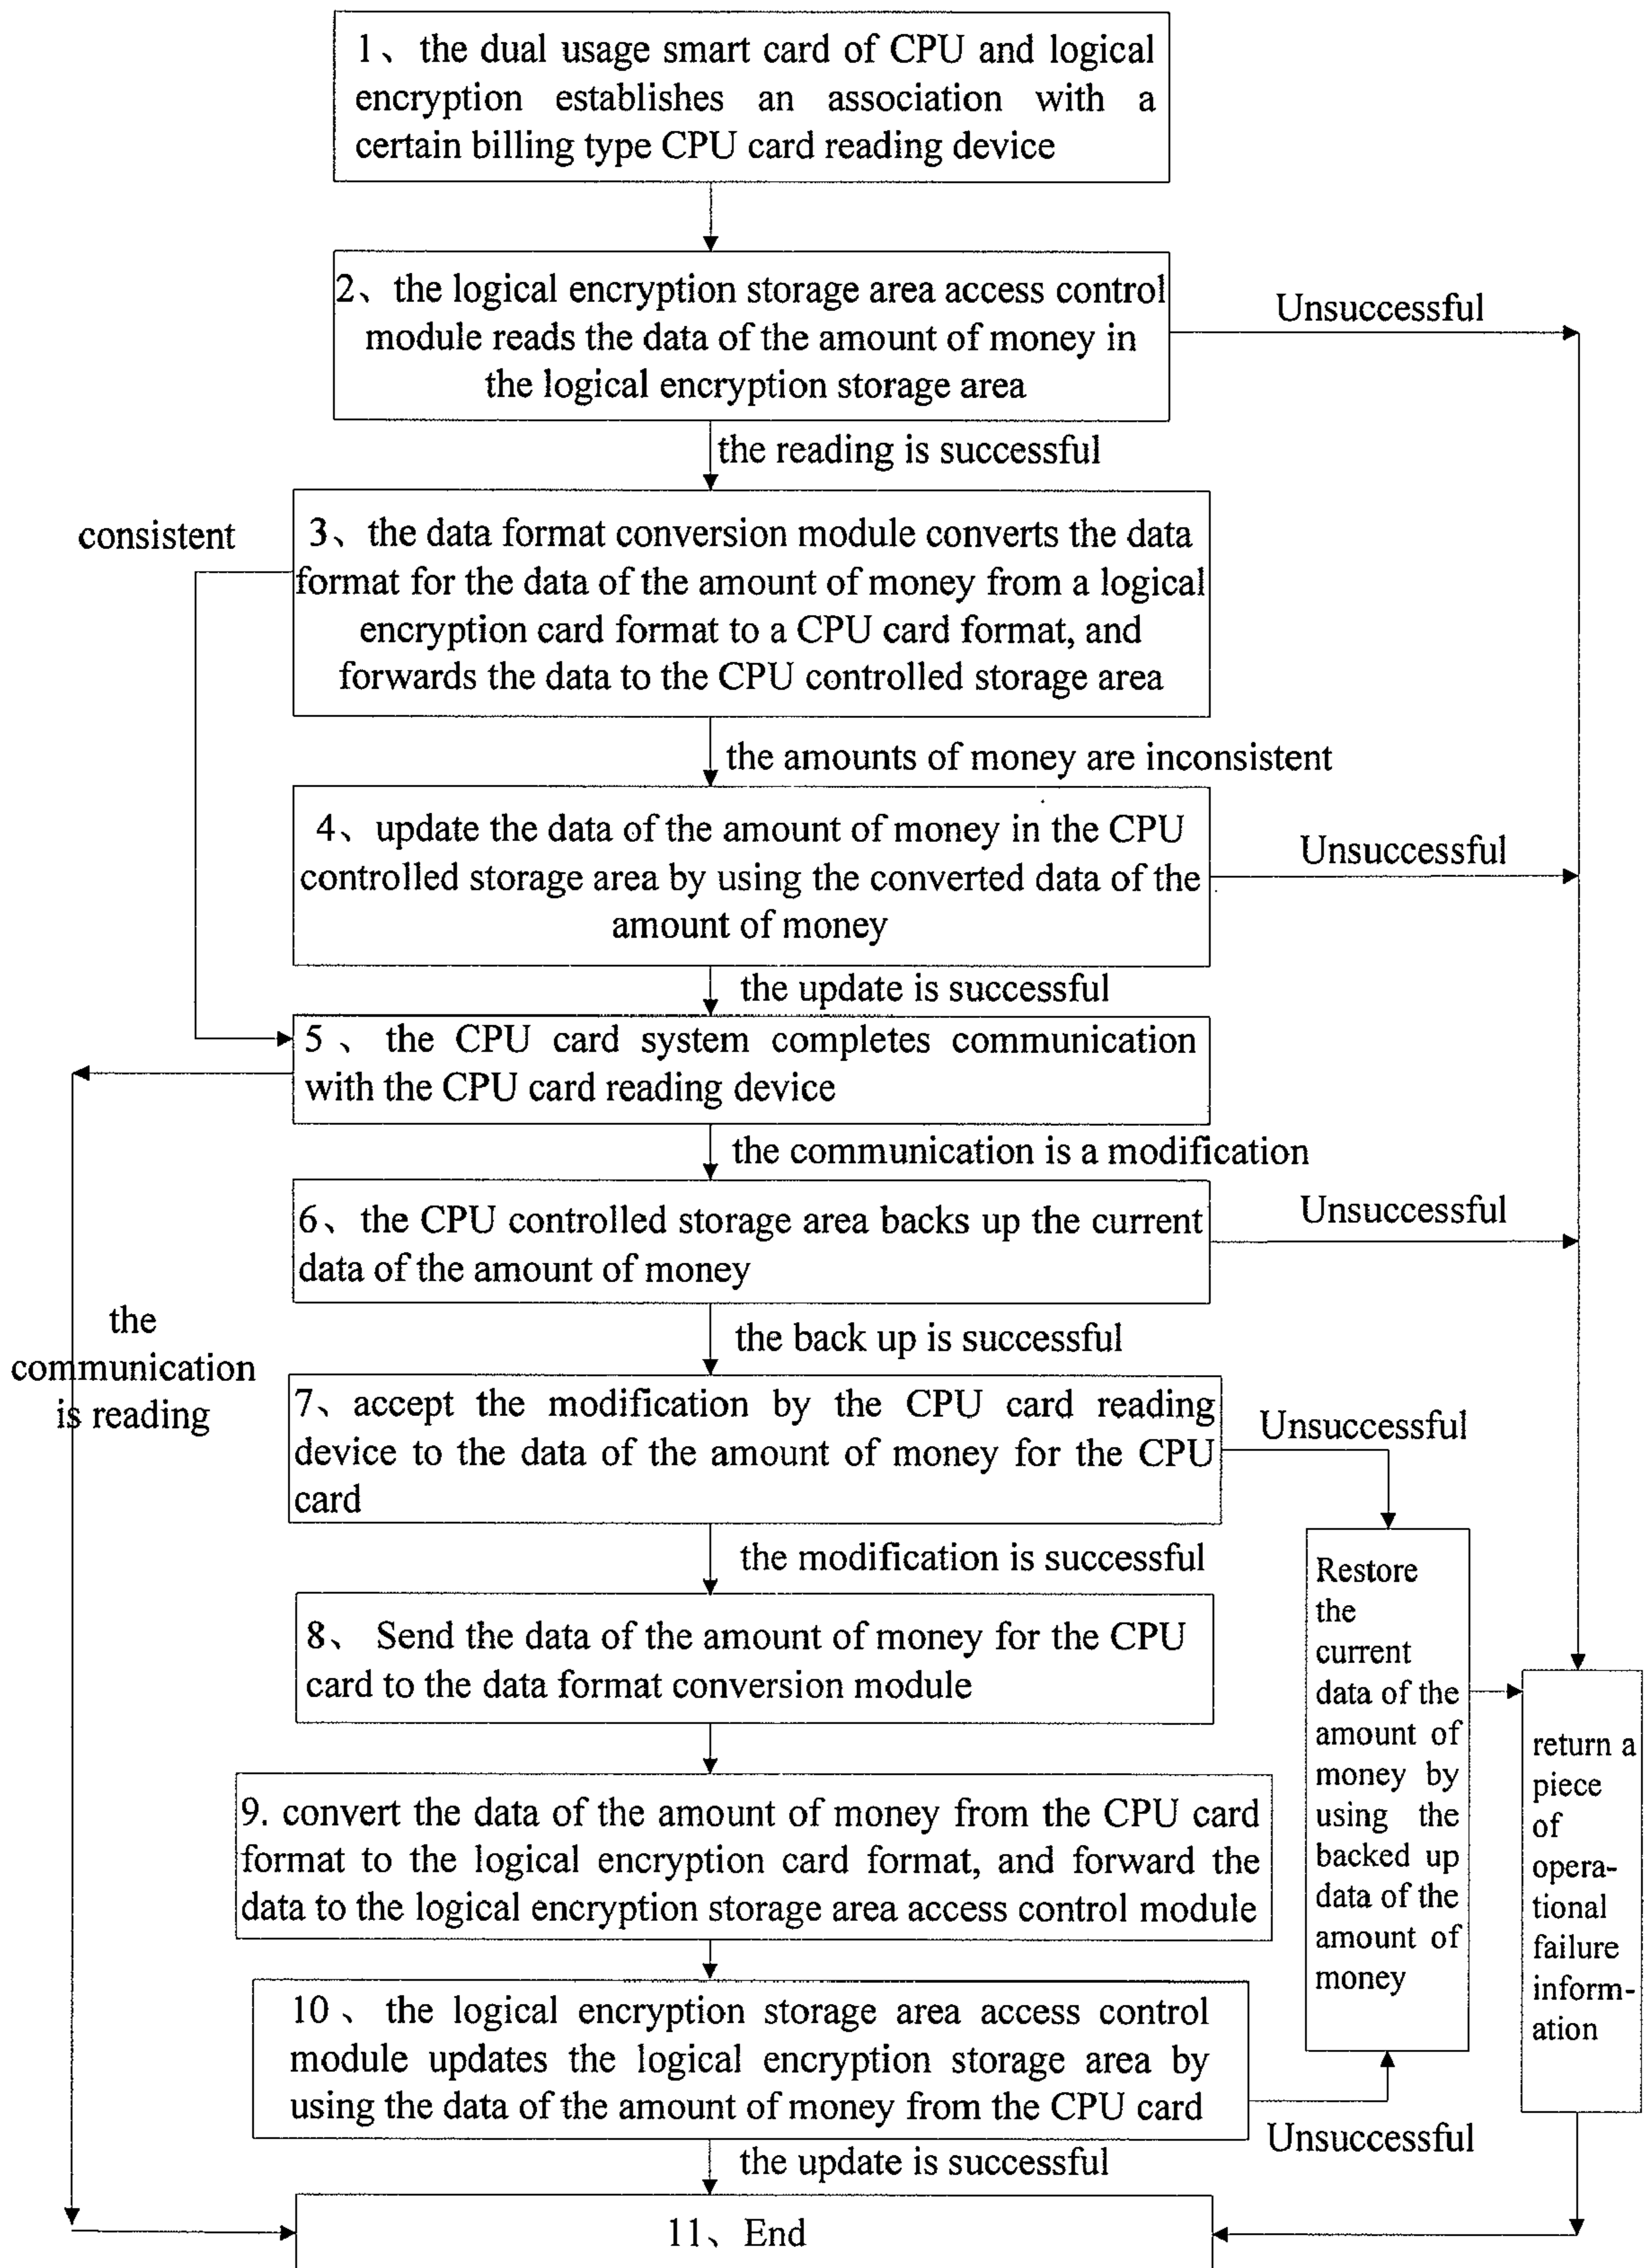 1、the dual usage smart card of CPU and logical
encryption establishes an association with a
certain billing type CPU card reading device
2、the logical encryption storage area access control
module reads the data of the amount of money in
the logical encryption storage area
Unsuccessful
the reading is successful
consistent
3、the data format conversion module converts the data
format for the data of the amount of money from a logical
encryption card format to a CPU card format, and
forwards the data to the CPU controlled storage area
the amounts of money are inconsistent
4、update the data of the amount of money in the CPU
controlled storage area by using the converted data of the
amount of money
Unsuccessful
the update is successful
5、the CPU card system completes communication
with the CPU card reading device
the communication is a modification
6、the CPU controlled storage area backs up the current
data of the amount of money
Unsuccessful
the
communication
is reading
the back up is successful
7、accept the modification by the CPU card reading
device to the data of the amount of money for the CPU
card
Unsuccessful
the modification is successful
8、Send the data of the amount of money for the CPU
card to the data format conversion module
Restore
the
current
data of the
amount of
money by
using the
backed up
data of the
amount of
money
return a
piece
of
opera-
tional
failure
inform-
ation
9. convert the data of the amount of money from the CPU card
format to the logical encryption card format, and forward the
data to the logical encryption storage area access control module
10、the logical encryption storage area access control
module updates the logical encryption storage area by
using the data of the amount of money from the CPU card
Unsuccessful
the update is successful
11、End